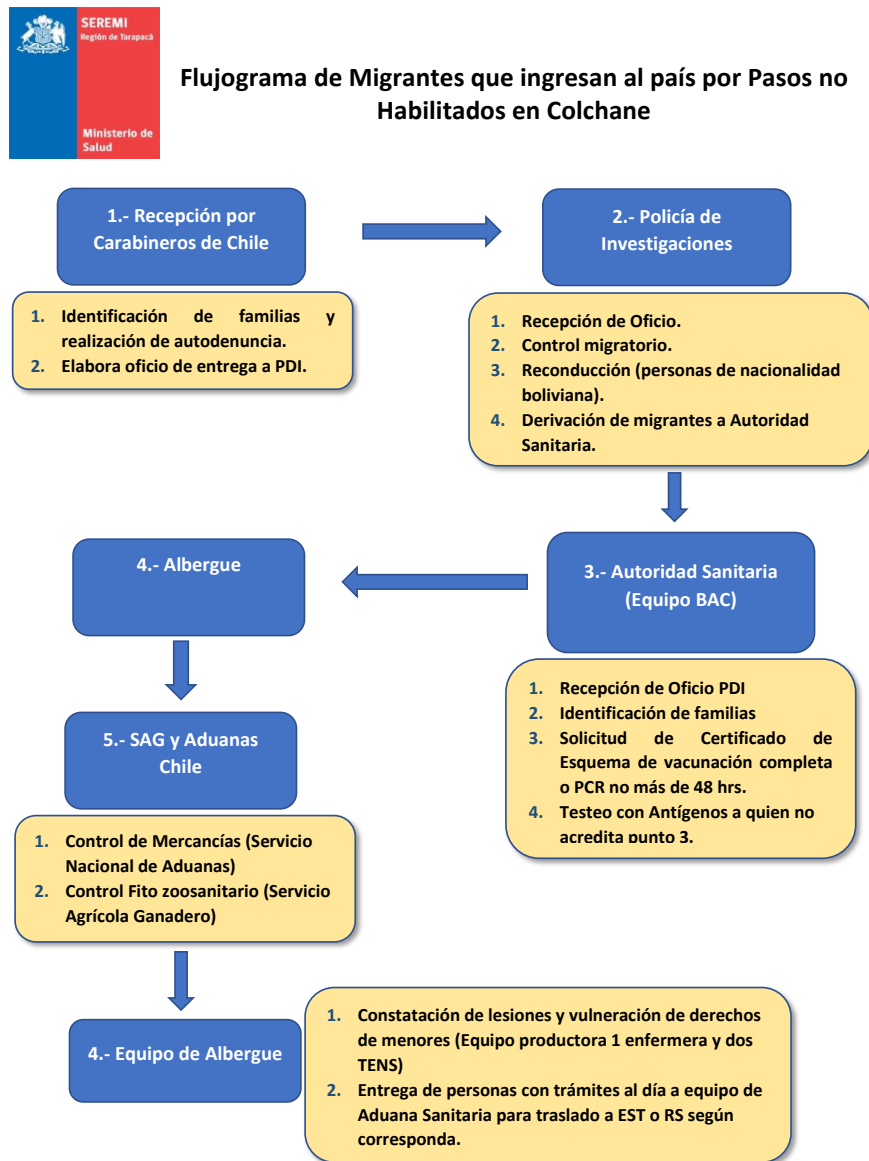 SEREMI
Región de Tarapacá
Ministerio de
Salud
Flujograma de Migrantes que ingresan al país por Pasos no
Habilitados en Colchane
1.- Recepción por
Carabineros de Chile
1. Identificación de familias y
realización de autodenuncia.
2. Elabora oficio de entrega a PDI.
2.- Policía de
Investigaciones
1. Recepción de Oficio.
2. Control migratorio.
3. Reconducción (personas de nacionalidad
boliviana).
4. Derivación de migrantes a Autoridad
Sanitaria.
3.- Autoridad Sanitaria
(Equipo BAC)
1. Recepción de Oficio PDI
2. Identificación de familias
3. Solicitud de Certificado de
Esquema de vacunación completa
o PCR no más de 48 hrs.
4. Testeo con Antígenos a quien no
acredita punto 3.
4.- Albergue
5.- SAG y Aduanas
Chile
1. Control de Mercancías (Servicio
Nacional de Aduanas)
2. Control Fito zoosanitario (Servicio
Agrícola Ganadero)
4.- Equipo de Albergue
1. Constatación de lesiones y vulneración de derechos
de menores (Equipo productora 1 enfermera y dos
TENS)
2. Entrega de personas con trámites al día a equipo de
Aduana Sanitaria para traslado a EST o RS según
corresponda.